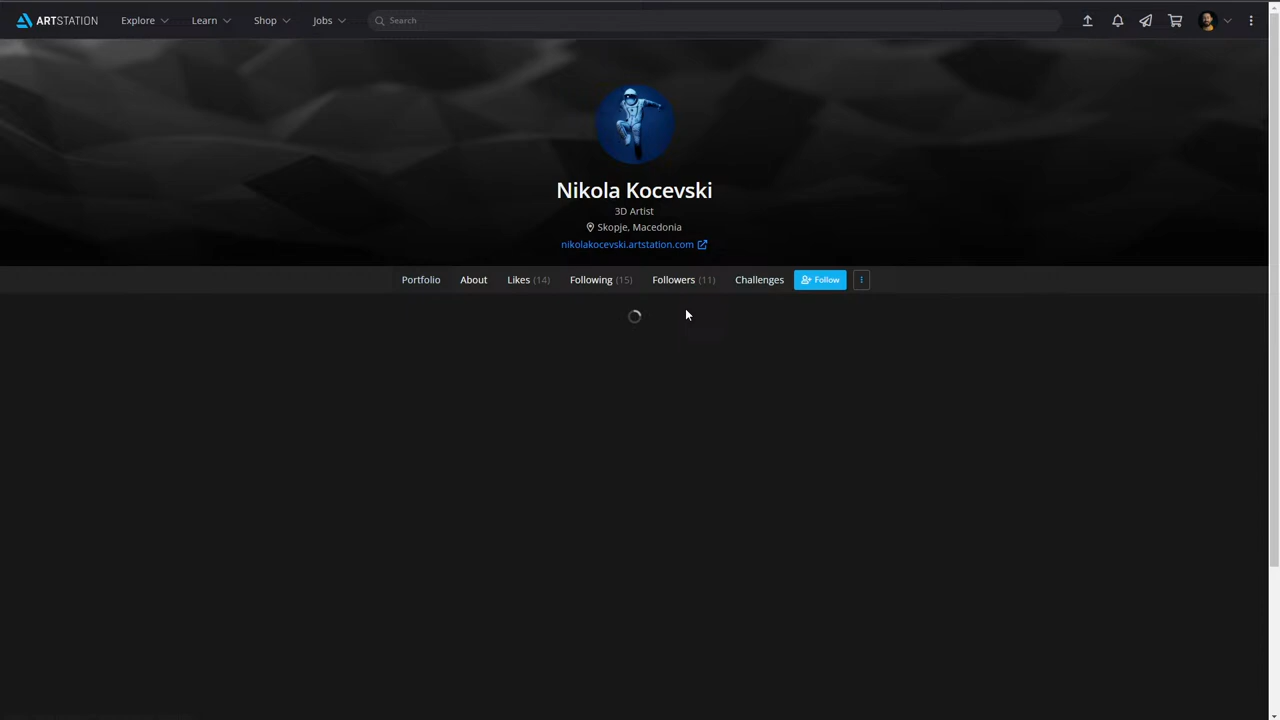 ARTSTATION Explore Learn Shop Jobs Search
Nikola Kocevski
3D Artist
Skopje, Macedonia
nikolakocevski.artstation.com
Portfolio About Likes (14) Following (15) Followers (11) Challenges Follow